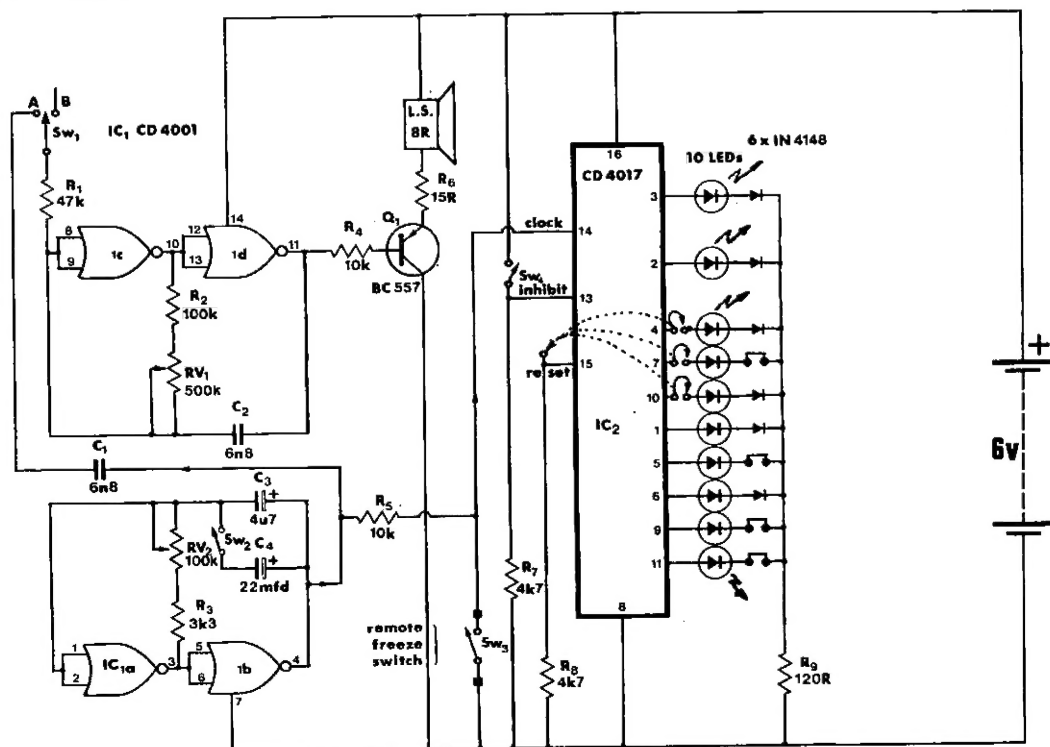 A B
Sw1
IC1 CD 4001
R1
47k
8
9
1c
10
12
13
14
1d
11
R2
100k
RV1
500k
C2
6n8
C1
6n8
R4
10k
Q1
BC 557
L.S.
8R
R6
15R
C3
4u7
+
Sw2
C4
+
22mfd
RV2
100k
R3
3k3
1
2
IC1a
3
5
6
1b
4
7
R5
10k
remote
freeze
switch
Sw3
clock
14
Sw4
inhibit
13
reset
15
R7
4k7
R8
4k7
16
CD 4017
IC2
8
3
2
4
7
10
1
5
6
9
11
10 LEDs
6 x IN 4148
R9
120R
+
6v